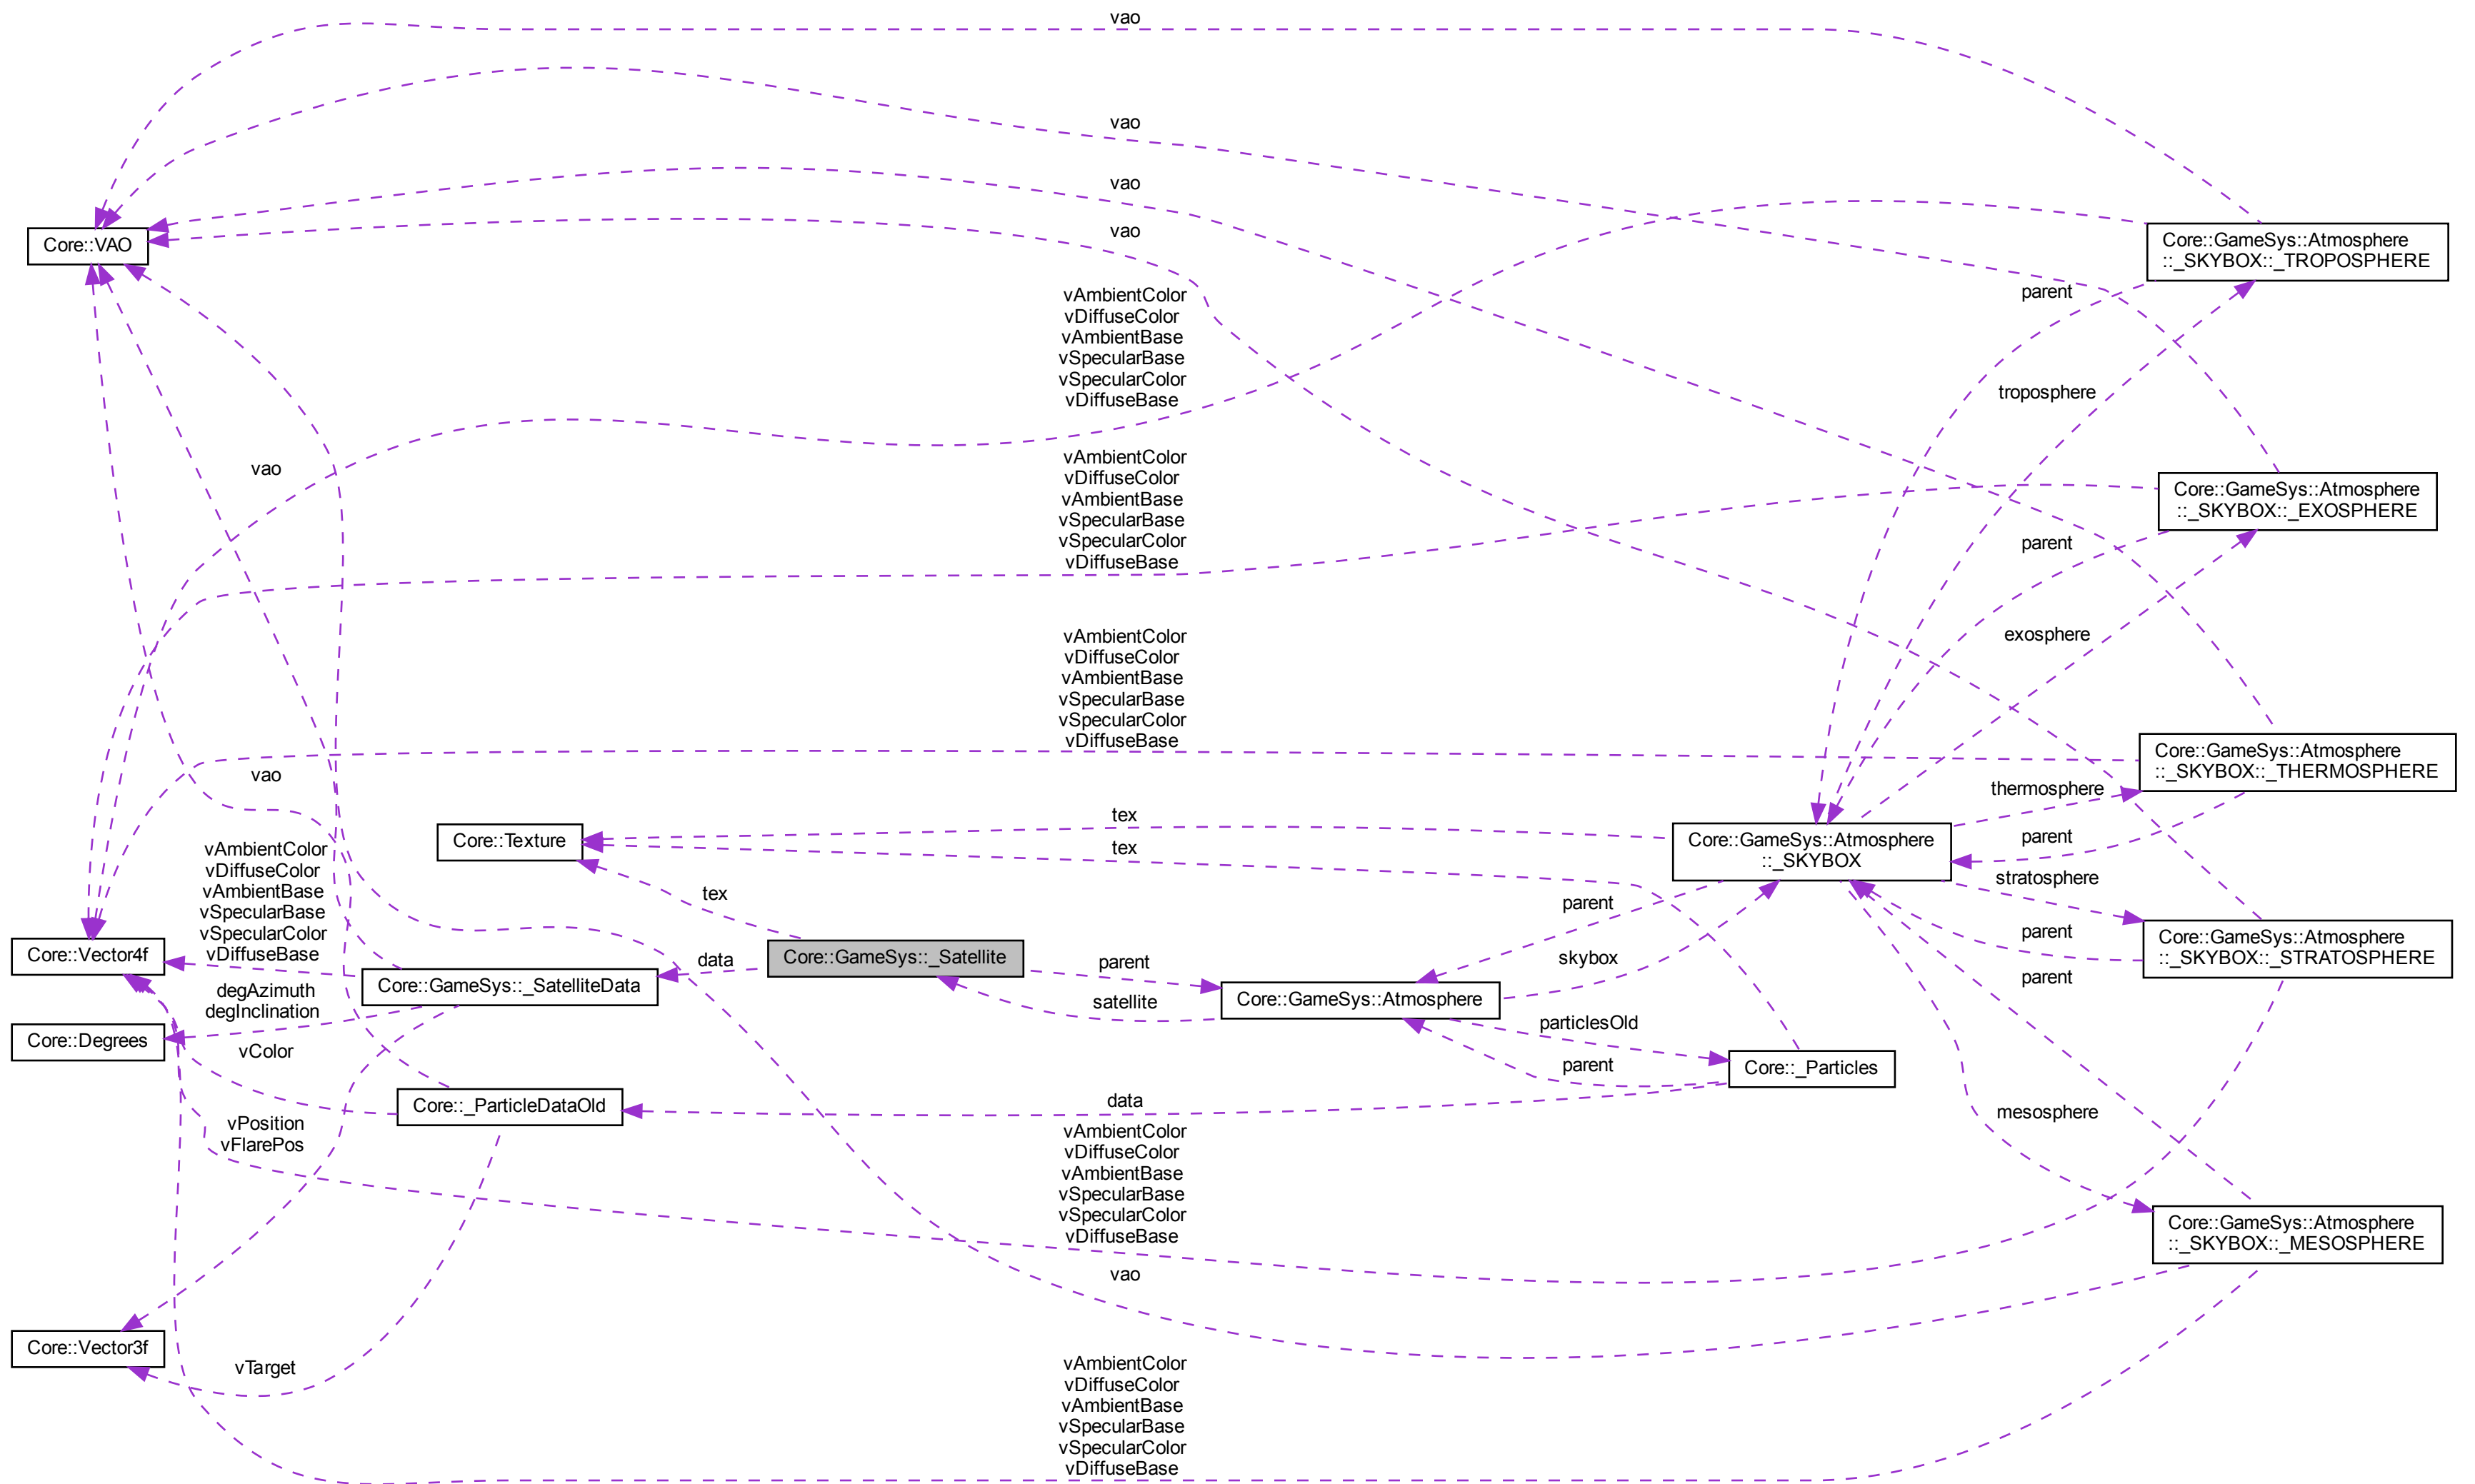 vao
vao
vao
vao
Core::VAO
Core::GameSys::Atmosphere
::_SKYBOX::_TROPOSPHERE
parent
vAmbientColor
vDiffuseColor
vAmbientBase
vSpecularBase
vSpecularColor
vDiffuseBase
troposphere
vao
vAmbientColor
vDiffuseColor
vAmbientBase
vSpecularBase
vSpecularColor
vDiffuseBase
Core::GameSys::Atmosphere
::_SKYBOX::_EXOSPHERE
parent
exosphere
vAmbientColor
vDiffuseColor
vAmbientBase
vSpecularBase
vSpecularColor
vDiffuseBase
Core::GameSys::Atmosphere
::_SKYBOX::_THERMOSPHERE
vao
thermosphere
tex
Core::Texture
tex
Core::GameSys::Atmosphere
::_SKYBOX
parent
vAmbientColor
vDiffuseColor
vAmbientBase
vSpecularBase
vSpecularColor
vDiffuseBase
tex
parent
stratosphere
parent
Core::GameSys::Atmosphere
::_SKYBOX::_STRATOSPHERE
Core::Vector4f
data
Core::GameSys::_Satellite
parent
skybox
parent
Core::GameSys::_SatelliteData
satellite
Core::GameSys::Atmosphere
degAzimuth
degInclination
particlesOld
Core::Degrees
vColor
parent
Core::_Particles
Core::_ParticleDataOld
data
mesosphere
vPosition
vFlarePos
vAmbientColor
vDiffuseColor
vAmbientBase
vSpecularBase
vSpecularColor
vDiffuseBase
Core::GameSys::Atmosphere
::_SKYBOX::_MESOSPHERE
vao
Core::Vector3f
vTarget
vAmbientColor
vDiffuseColor
vAmbientBase
vSpecularBase
vSpecularColor
vDiffuseBase